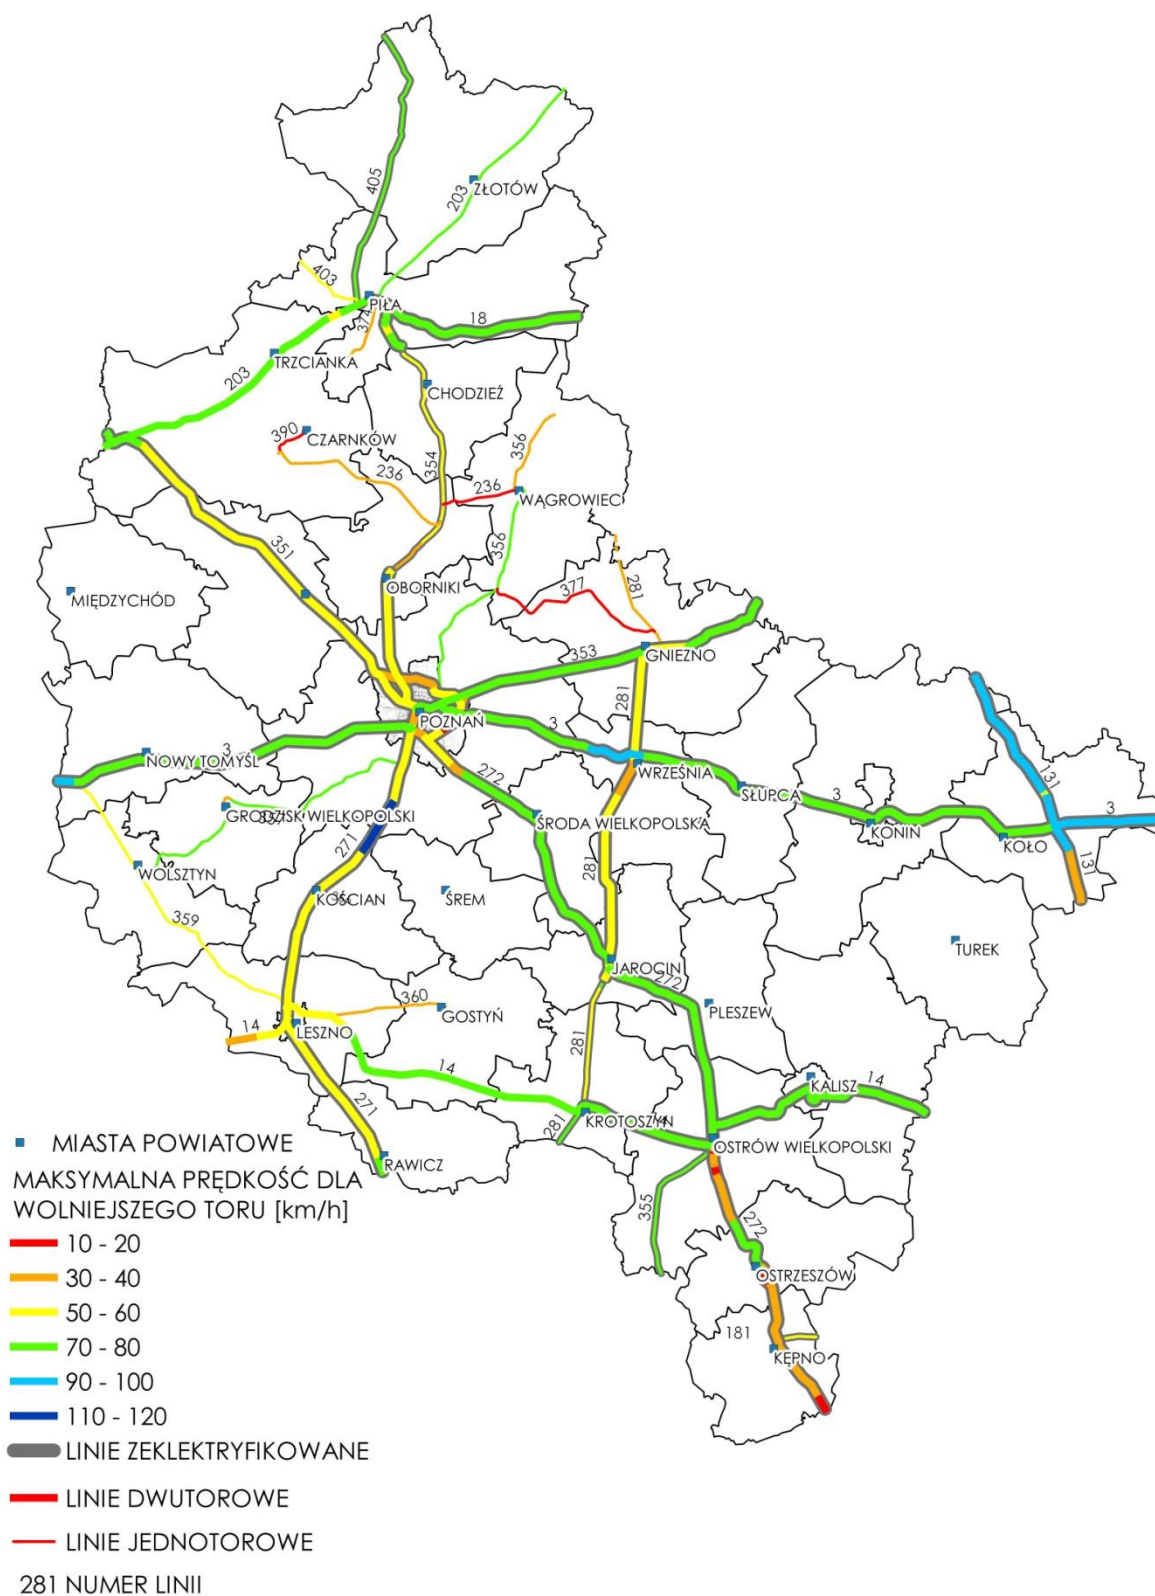 405
203
ZŁOTÓW
403
PIŁA
374
18
TRZCIANKA
203
CHODZIEŻ
390
CZARNKÓW
356
354
236
236
WĄGROWIEC
351
356
281
377
OBORNIKI
MIĘDZYCHÓD
353
GNIEZNO
281
POZNAŃ
3
3
NOWY TOMYŚL
131
272
WRZEŚNIA
SŁUPCA
3
3
GRODZISK WIELKOPOLSKI
357
ŚRODA WIELKOPOLSKA
KONIN
KOŁO
271
131
WOLSZTYN
281
KOŚCIAN
ŚREM
359
TUREK
JAROCIN
272
360
GOSTYŃ
PLESZEW
14
LESZNO
281
14
KALISZ
14
271
KROTOSZYN
281
OSTRÓW WIELKOPOLSKI
RAWICZ
355
272
OSTRZESZÓW
181
KĘPNO
MIASTA POWIATOWE
MAKSYMALNA PRĘDKOŚĆ DLA
WOLNIEJSZEGO TORU [km/h]
10 - 20
30 - 40
50 - 60
70 - 80
90 - 100
110 - 120
LINIE ZEKLEKTRYFIKOWANE
LINIE DWUTOROWE
LINIE JEDNOTOROWE
281 NUMER LINII